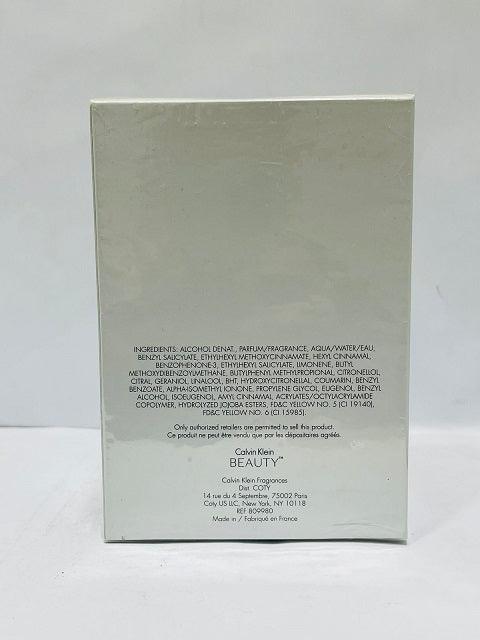 INGREDIENTS: ALCOHOL DENAT., PARFUM/FRAGRANCE, AQUA/WATER/EAU,
BENZYL SALICYLATE, ETHYLHEXYL METHOXYCINNAMATE, HEXYL CINNAMAL,
BENZOPHENONE-3, ETHYLHEXYL SALICYLATE, LIMONENE, BUTYL
METHOXYDIBENZOYLMETHANE, BUTYLPHENYL METHYLPROPIONAL, CITRONELLOL,
CITRAL, GERANIOL, LINALOOL, BHT, HYDROXYCITRONELLAL, COUMARIN, BENZYL
BENZOATE, ALPHA-ISOMETHYL IONONE, PROPYLENE GLYCOL, EUGENOL, BENZYL
ALCOHOL, ISOEUGENOL, AMYL CINNAMAL, ACRYLATES/OCTYLACRYLAMIDE
COPOLYMER, HYDROLYZED JOJOBA ESTERS, FD&C YELLOW NO. 5 (CI 19140),
FD&C YELLOW NO. 6 (CI 15985).
Only authorized retailers are permitted to sell this product.
Ce produit ne peut être vendu que par les dépositaires agréés.
Calvin Klein
BEAUTY™
Calvin Klein Fragrances
Dist. COTY
14 rue du 4 Septembre, 75002 Paris
Coty US LLC, New York, NY 10118
REF 809980
Made in / Fabriqué en France